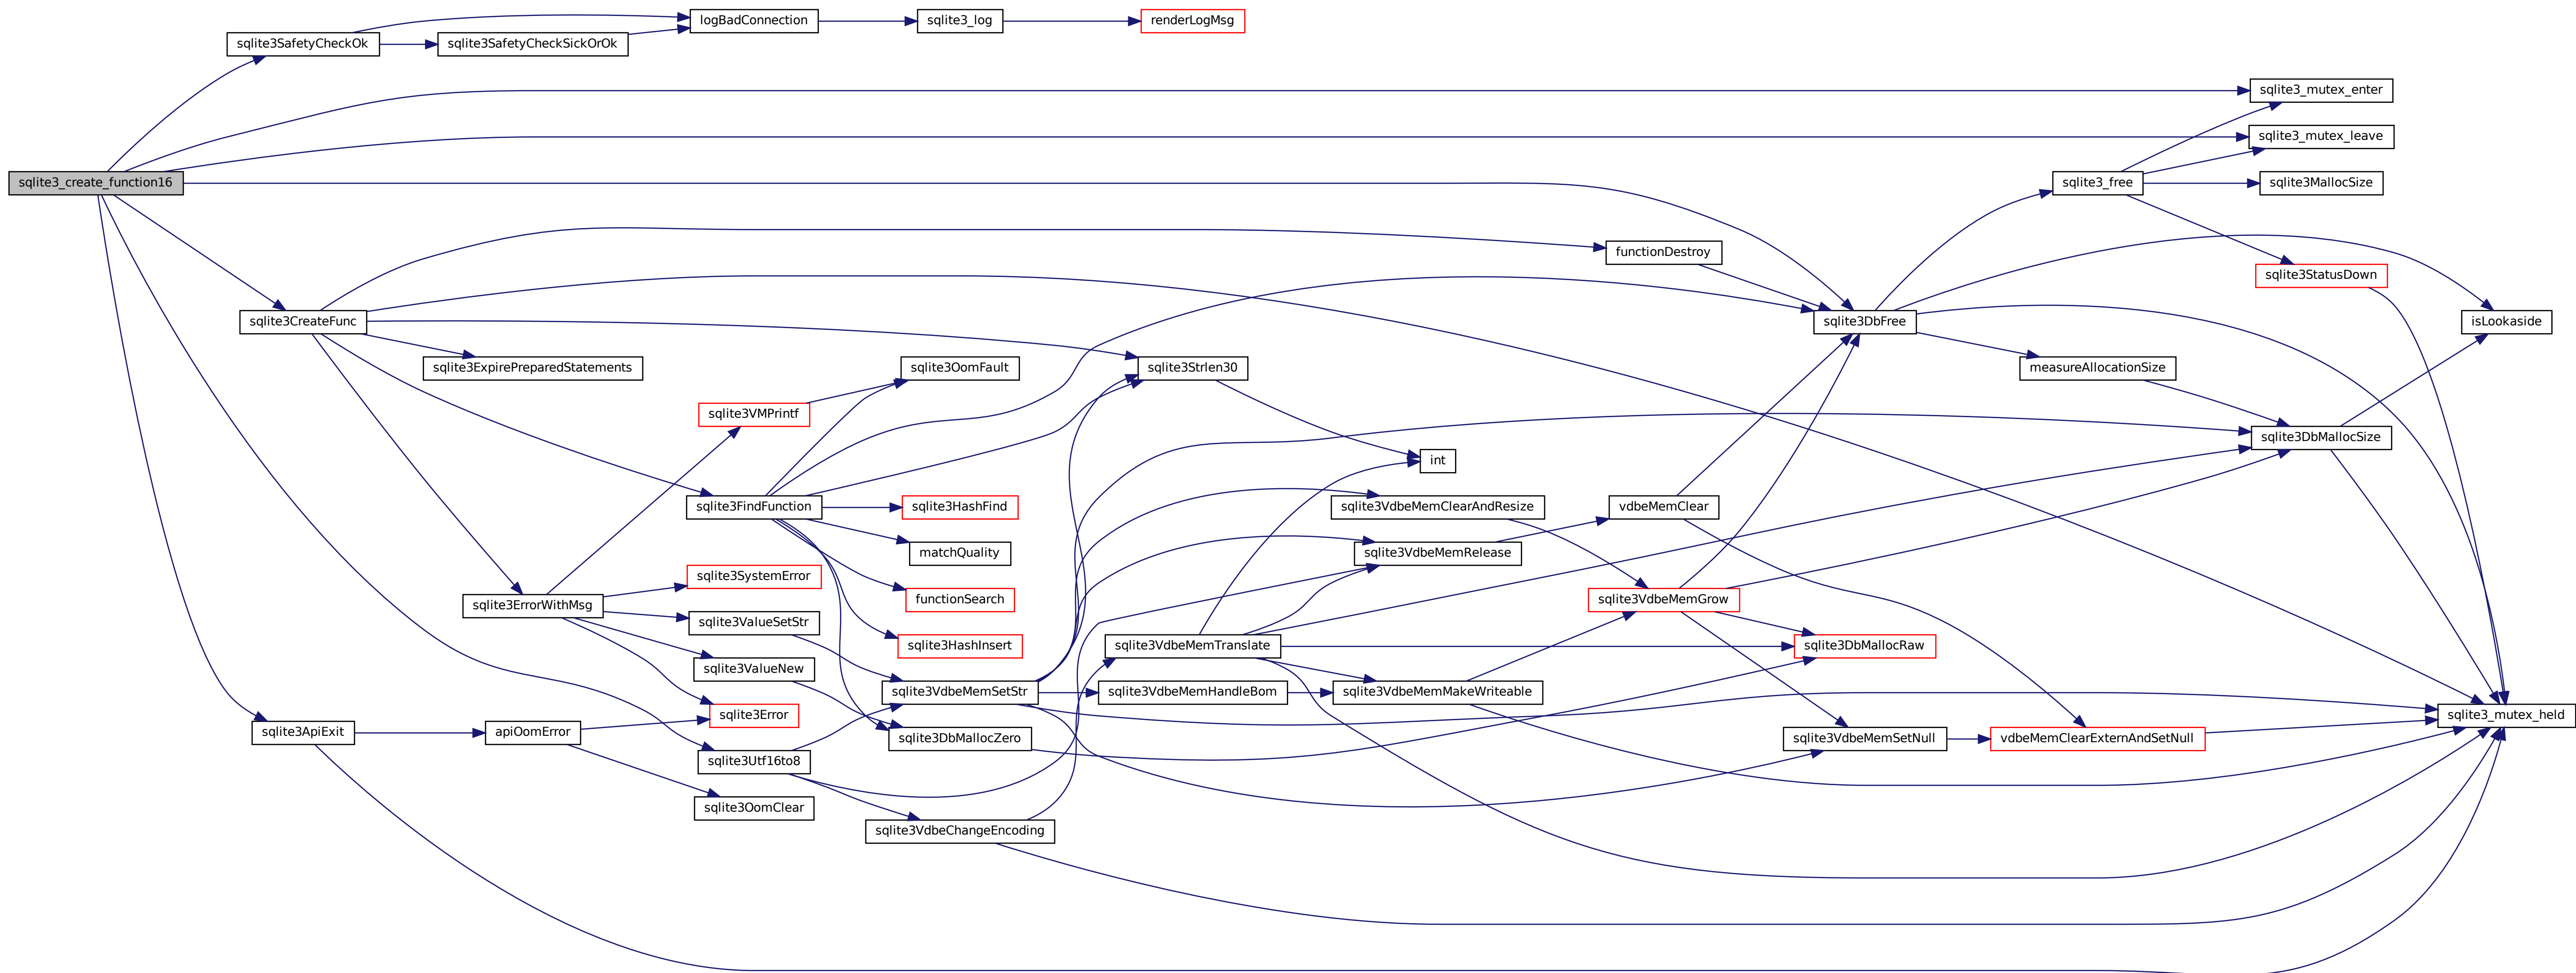 logBadConnection
sqlite3_log
renderLogMsg
sqlite3SafetyCheckOk
sqlite3SafetyCheckSickOrOk
sqlite3_mutex_enter
sqlite3_mutex_leave
sqlite3_create_function16
sqlite3_free
sqlite3MallocSize
functionDestroy
sqlite3StatusDown
sqlite3CreateFunc
sqlite3DbFree
isLookaside
sqlite3ExpirePreparedStatements
sqlite3OomFault
sqlite3Strlen30
measureAllocationSize
sqlite3VMPrintf
sqlite3DbMallocSize
int
sqlite3FindFunction
sqlite3HashFind
sqlite3VdbeMemClearAndResize
vdbeMemClear
matchQuality
sqlite3VdbeMemRelease
sqlite3SystemError
functionSearch
sqlite3VdbeMemGrow
sqlite3ErrorWithMsg
sqlite3ValueSetStr
sqlite3HashInsert
sqlite3VdbeMemTranslate
sqlite3DbMallocRaw
sqlite3ValueNew
sqlite3VdbeMemSetStr
sqlite3VdbeMemHandleBom
sqlite3VdbeMemMakeWriteable
sqlite3Error
sqlite3_mutex_held
sqlite3ApiExit
apiOomError
sqlite3DbMallocZero
sqlite3VdbeMemSetNull
vdbeMemClearExternAndSetNull
sqlite3Utf16to8
sqlite3OomClear
sqlite3VdbeChangeEncoding